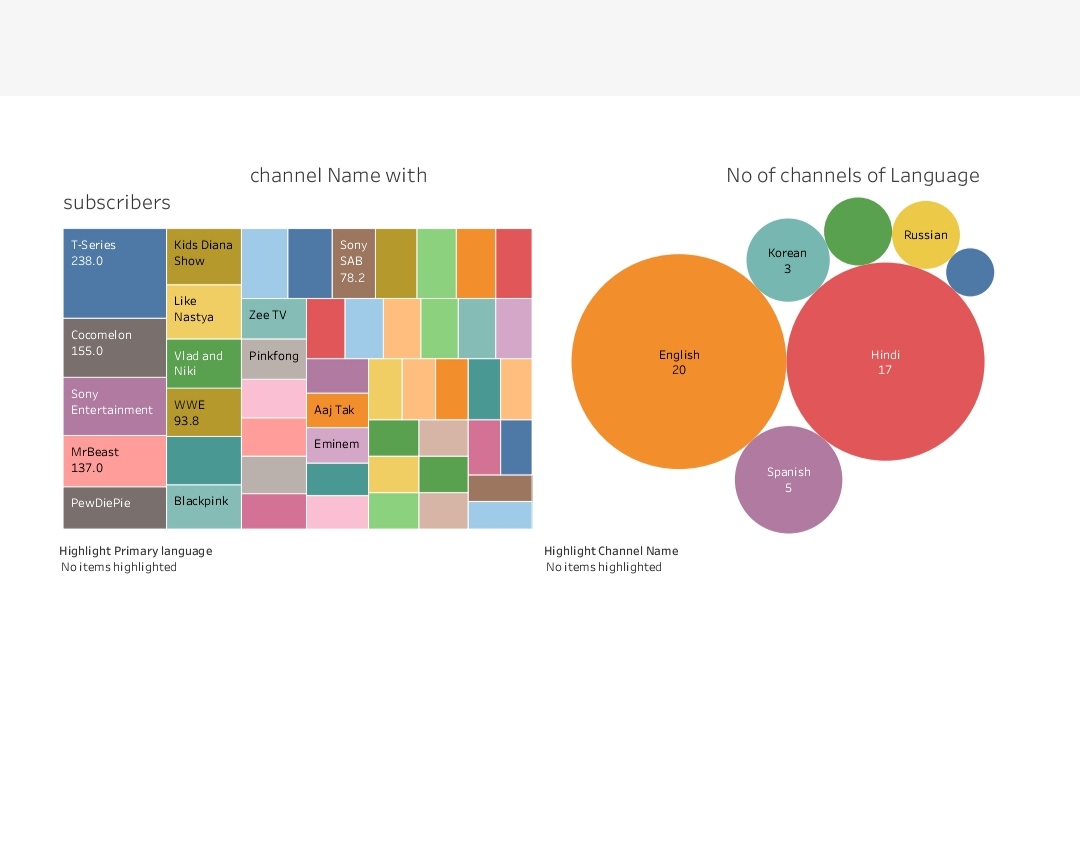 channel Name with
subscribers
T-Series
238.0
Cocomelon
155.0
Sony
Entertainment
MrBeast
137.0
PewDiePie
Kids Diana
Show
Like
Nastya
Vlad and
Niki
WWE
93.8
Blackpink
Zee TV
Pinkfong
Sony
SAB
78.2
Aaj Tak
Eminem
Highlight Primary language
No items highlighted
No of channels of Language
Korean
3
Russian
English
20
Hindi
17
Spanish
5
Highlight Channel Name
No items highlighted